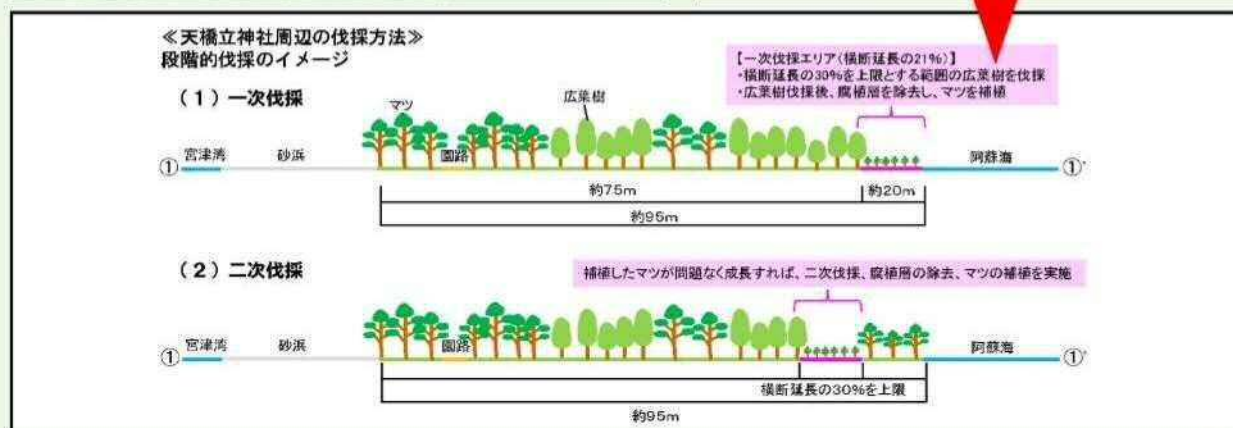 ≪天橋立神社周辺の伐採方法≫
段階的伐採のイメージ
【一次伐採エリア(横断延長の21%)】
・横断延長の30%を上限とする範囲の広葉樹を伐採
・広葉樹伐採後、腐植層を除去し、マツを補植
(1)一次伐採
マツ
広葉樹
① 宮津湾 砂浜 園路 阿蘇海 ①'
約75m 約20m
約95m
(2)二次伐採
補植したマツが問題なく成長すれば、二次伐採、腐植層の除去、マツの補植を実施
① 宮津湾 砂浜 園路 阿蘇海 ①'
横断延長の30%を上限
約95m